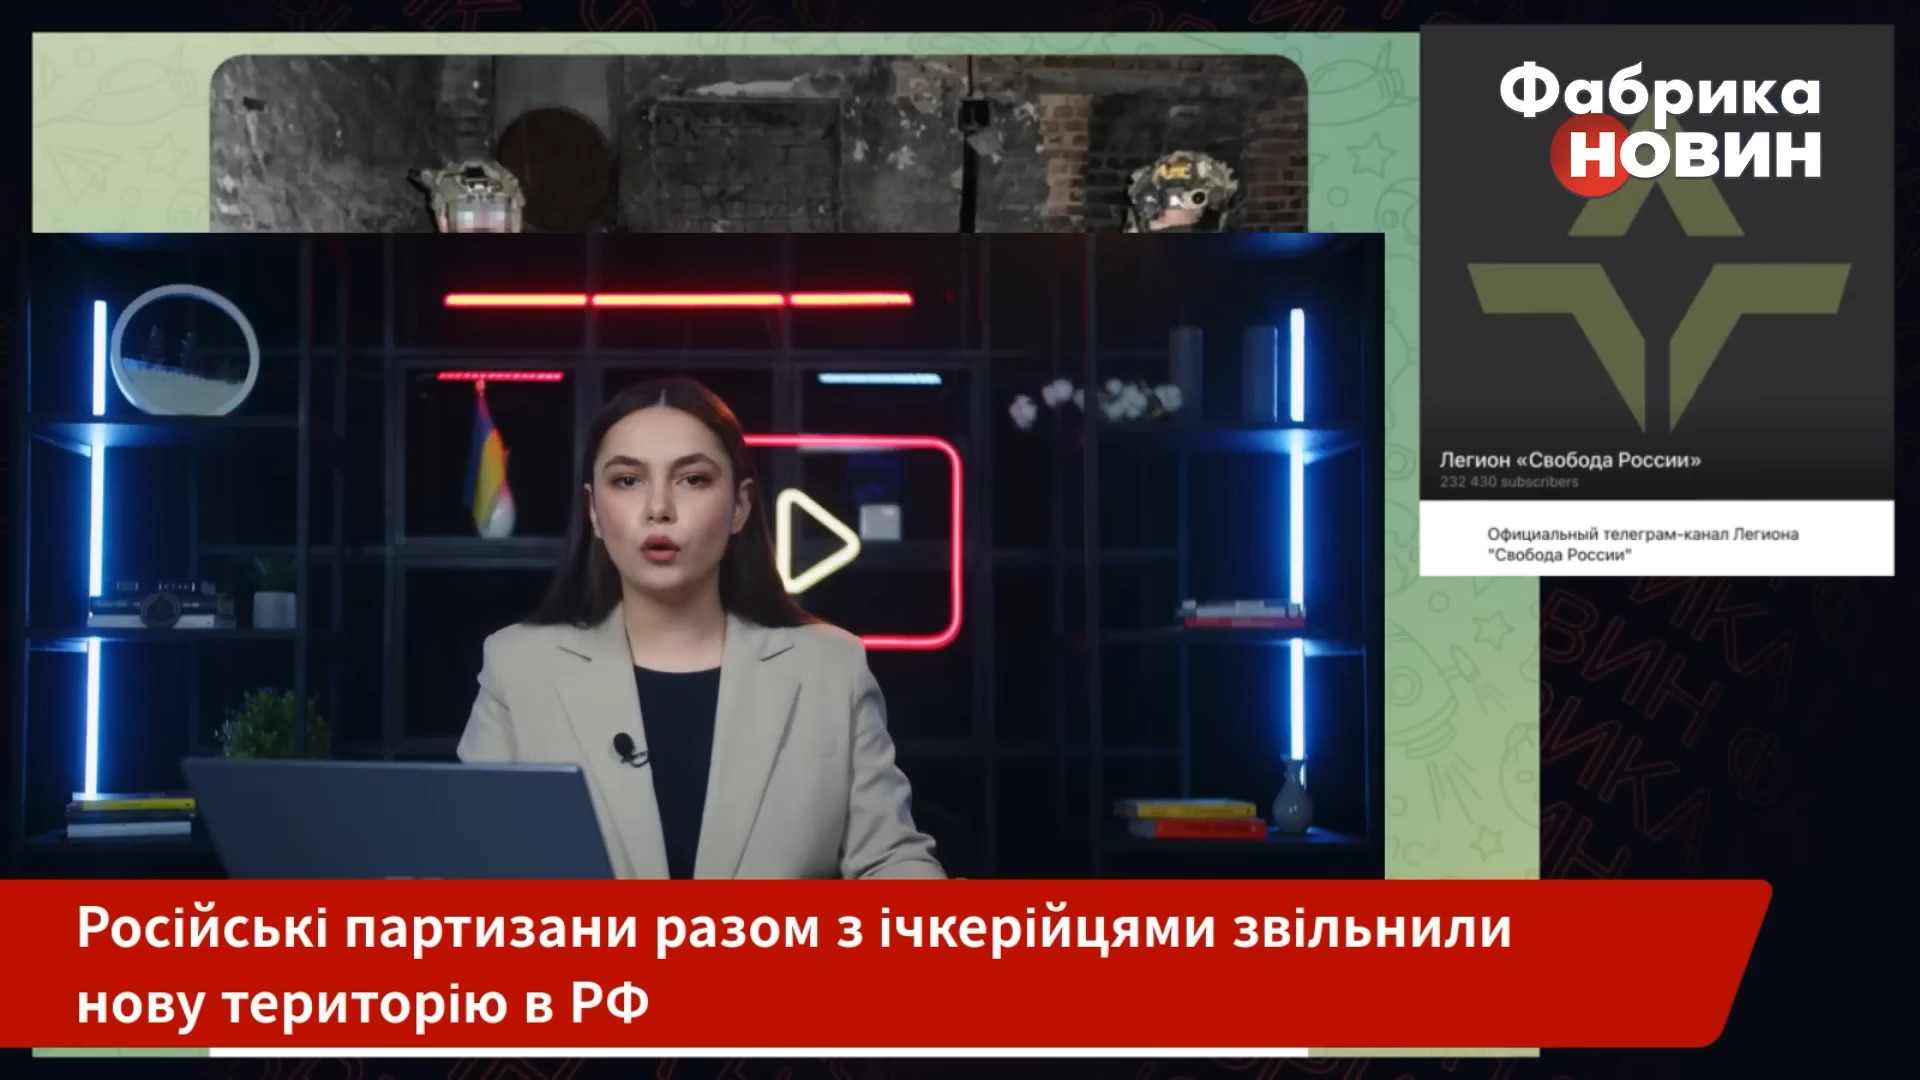 Фабрика
новин
Легион «Свобода России»
232 430 subscribers
Официальный телеграм-канал Легиона
"Свобода России"
Російські партизани разом з ічкерійцями звільнили
нову територію в РФ